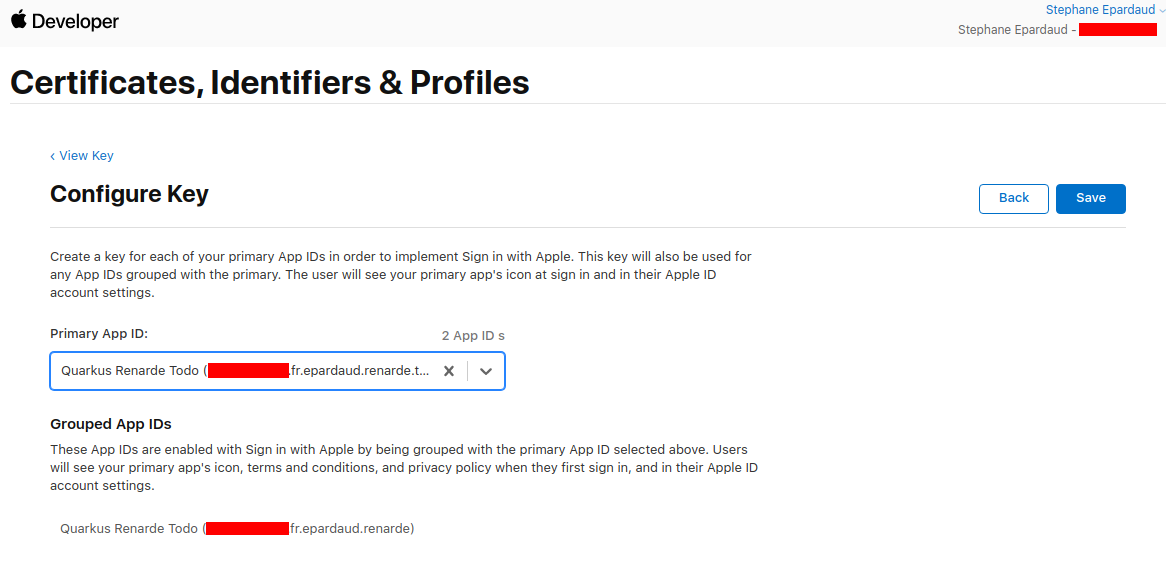 Developer
Stephane Epardaud
Stephane Epardaud -
Certificates, Identifiers & Profiles
‹ View Key
Configure Key
Back
Save
Create a key for each of your primary App IDs in order to implement Sign in with Apple. This key will also be used for
any App IDs grouped with the primary. The user will see your primary app's icon at sign in and in their Apple ID
account settings.
Primary App ID:
2 App ID s
Quarkus Renarde Todo (.fr.epardaud.renarde.t...
Grouped App IDs
These App IDs are enabled with Sign in with Apple by being grouped with the primary App ID selected above. Users
will see your primary app's icon, terms and conditions, and privacy policy when they first sign in, and in their Apple ID
account settings.
Quarkus Renarde Todo (fr.epardaud.renarde)